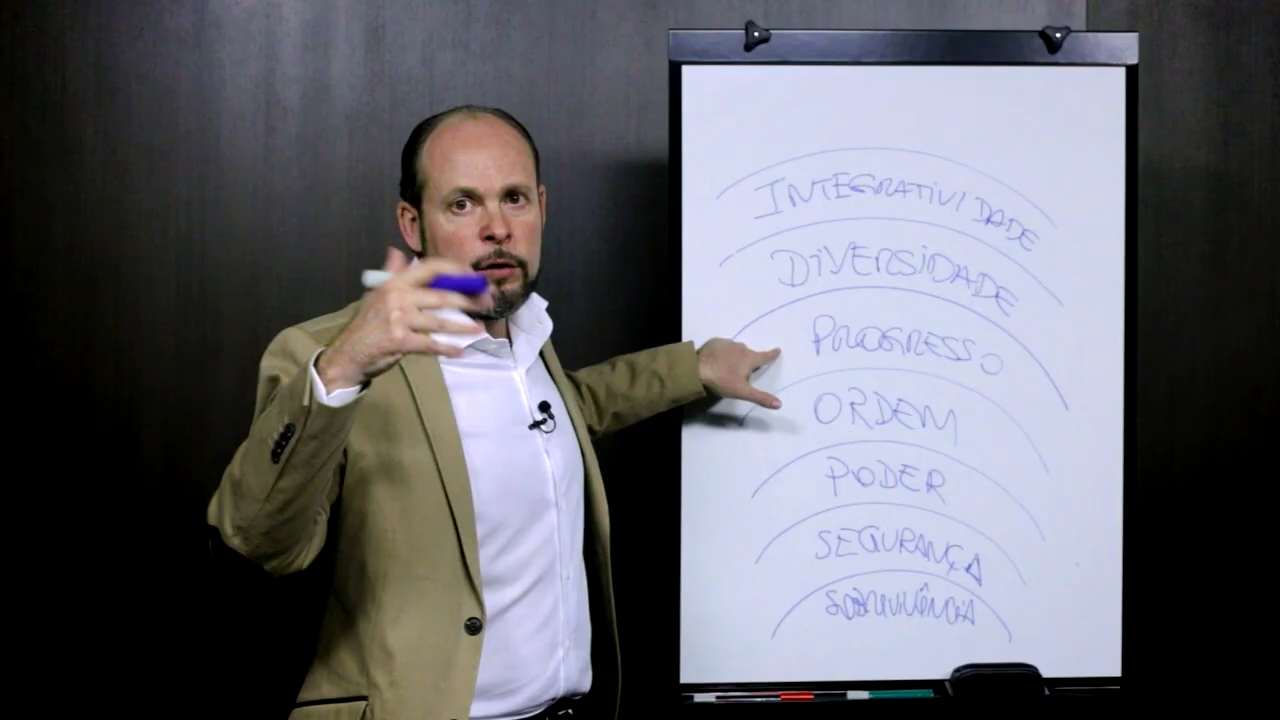 INTEGRATIVIDADE
DIVERSIDADE
PROGRESSO
ORDEM
PODER
SEGURANÇA
SOBREVIVÊNCIA